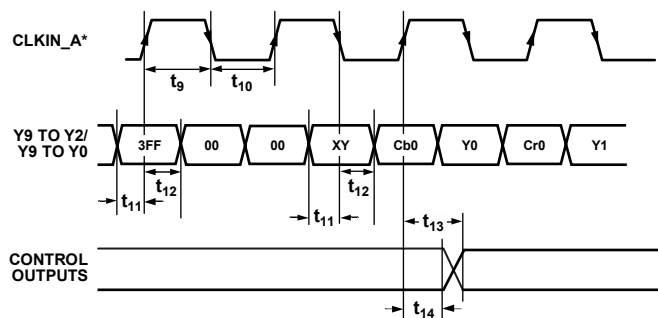 CLKIN_A*
t9
t10
Y9 TO Y2/
Y9 TO Y0
3FF
00
00
XY
Cb0
Y0
Cr0
Y1
t11
t12
t11
t12
t13
CONTROL
OUTPUTS
t14